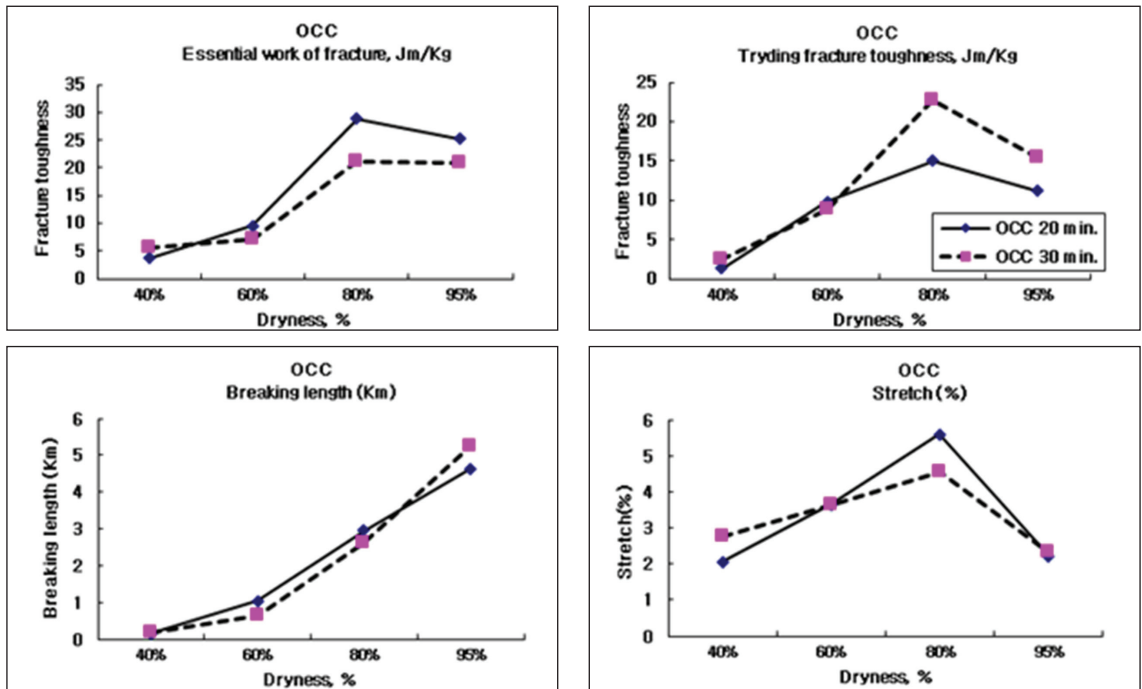 OCC
Essential work of fracture, Jm/Kg
Fracture toughness
35
30
25
20
15
10
5
0
40%
60%
80%
95%
Dryness, %
OCC
Tryding fracture toughness, Jm/Kg
Fracture toughness
25
20
15
10
5
0
OCC 20 min.
OCC 30 min.
40%
60%
80%
95%
Dryness, %
OCC
Breaking length (Km)
Breaking length (Km)
6
5
4
3
2
1
0
40%
60%
80%
95%
Dryness, %
OCC
Stretch (%)
Stretch(%)
6
5
4
3
2
1
0
40%
60%
80%
95%
Dryness, %